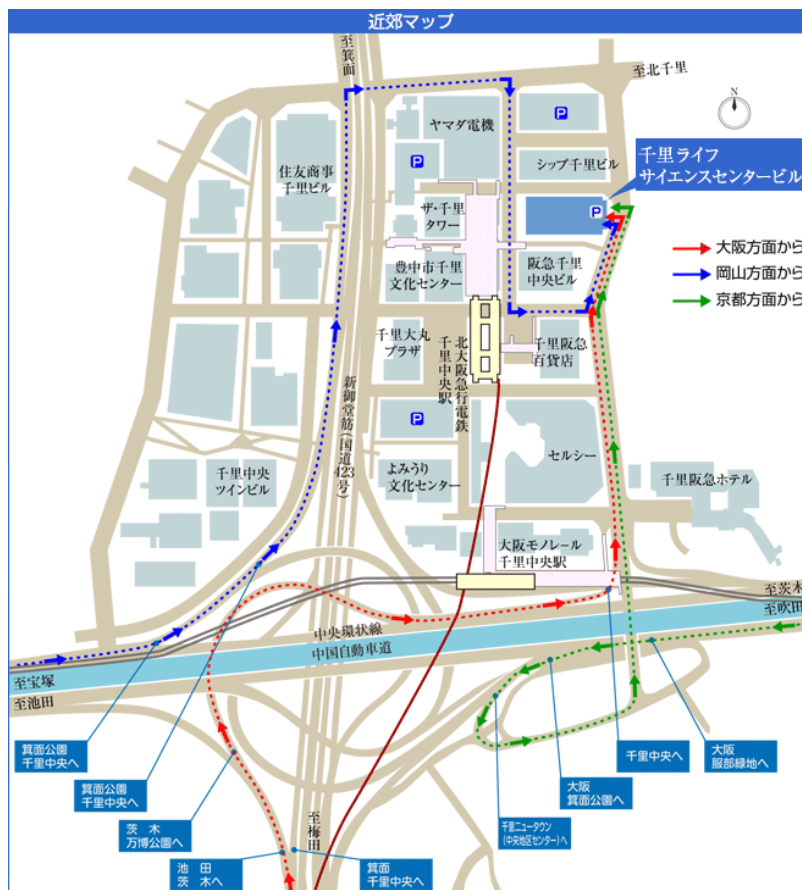 近郊マップ
至箕面
至北千里
N
ヤマダ電機
P
P
住友商事
千里ビル
シップ千里ビル
千里ライフ
サイエンスセンタービル
P
ザ・千里
タワー
大阪方面から
岡山方面から
京都方面から
豊中市千里
文化センター
阪急千里
中央ビル
千里大丸
プラザ
北大阪急行電鉄
千里中央駅
千里阪急
百貨店
新御堂筋(国道423号)
P
セルシー
千里中央
ツインビル
よみうり
文化センター
千里阪急ホテル
大阪モノレール
千里中央駅
至茨木
至吹田
中央環状線
中国自動車道
至宝塚
至池田
箕面公園
千里中央へ
箕面公園
千里中央へ
茨木
万博公園へ
池田
茨木へ
至梅田
箕面
千里中央へ
千里ニュータウン
(中央地区センター)へ
大阪
箕面公園へ
千里中央へ
大阪
服部緑地へ